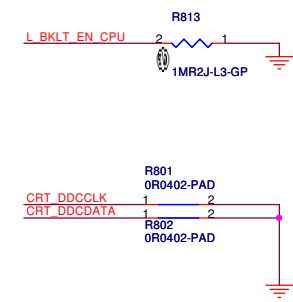 R813
L_BKLT_EN_CPU
2
1
1MR2J-L3-GP
R801
0R0402-PAD
CRT_DDCCLK
1
2
CRT_DDCDATA
1
2
R802
0R0402-PAD